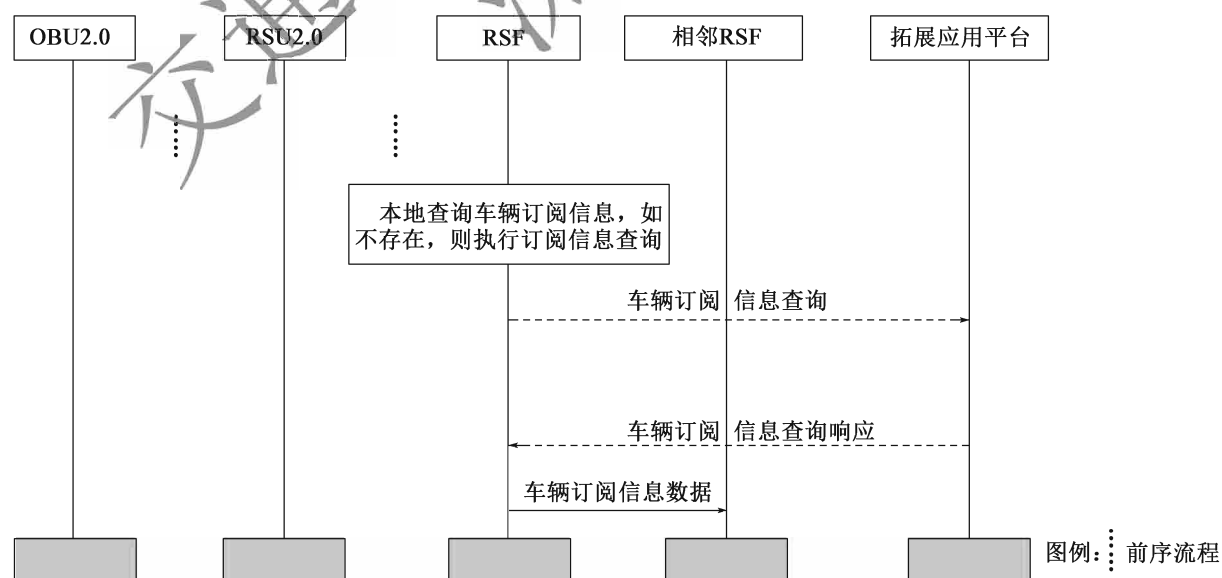 OBU2.0
RSU2.0
RSF
相邻RSF
拓展应用平台
本地查询车辆订阅信息，如
不存在，则执行订阅信息查询
车辆订阅 信息查询
车辆订阅 信息查询响应
车辆订阅信息数据
图例： 前序流程
交通